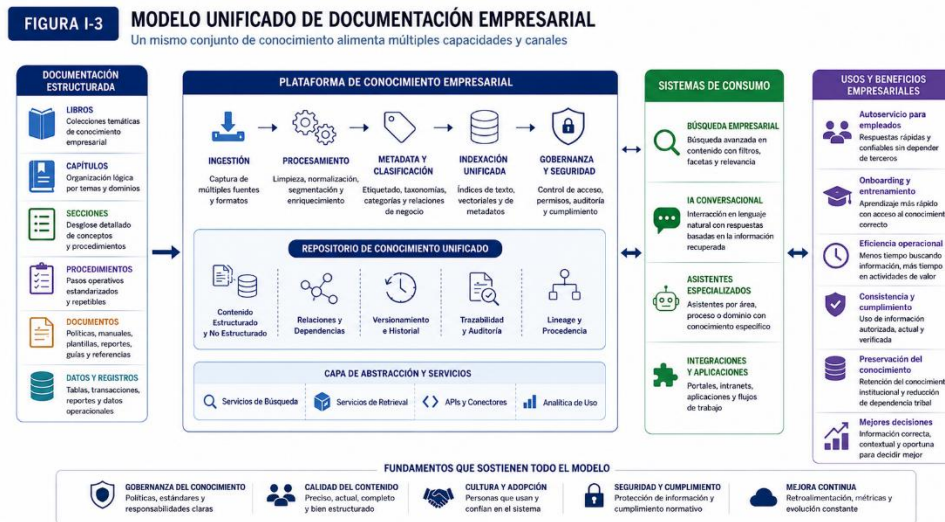 FIGURA I-3
MODELO UNIFICADO DE DOCUMENTACIÓN EMPRESARIAL
Un mismo conjunto de conocimiento alimenta múltiples capacidades y canales
DOCUMENTACIÓN
ESTRUCTURADA
LIBROS
Colecciones temáticas
de conocimiento
empresarial
CAPÍTULOS
Organización lógica
por temas y dominios
SECCIONES
Desglose detallado
de conceptos
y procedimientos
PROCEDIMIENTOS
Pasos operativos
estandarizados
y repetibles
DOCUMENTOS
Políticas, manuales,
plantillas, reportes,
guías y referencias
DATOS Y REGISTROS
Tablas, transacciones,
reportes y datos
operacionales
PLATAFORMA DE CONOCIMIENTO EMPRESARIAL
INGESTIÓN
Captura de
múltiples fuentes
y formatos
PROCESAMIENTO
Limpieza, normalización,
segmentación y
enriquecimiento
METADATA Y
CLASIFICACIÓN
Etiquetado, taxonomías,
categorías y relaciones
de negocio
INDEXACIÓN
UNIFICADA
Índices de texto,
vectoriales y de
metadatos
GOBERNANZA
Y SEGURIDAD
Control de acceso,
permisos, auditoría
y cumplimiento
REPOSITORIO DE CONOCIMIENTO UNIFICADO
Contenido
Estructurado
y No Estructurado
Relaciones y
Dependencias
Versionamiento
e Historial
Trazabilidad
y Auditoría
Lineage y
Procedencia
CAPA DE ABSTRACCIÓN Y SERVICIOS
Servicios de Búsqueda
Servicios de Retrieval
APIs y Conectores
Analítica de Uso
SISTEMAS DE CONSUMO
BÚSQUEDA EMPRESARIAL
Búsqueda avanzada en
contenido con filtros,
facetas y relevancia
IA CONVERSACIONAL
Interacción en lenguaje
natural con respuestas
basadas en la información
recuperada
ASISTENTES
ESPECIALIZADOS
Asistentes por área,
proceso o dominio con
conocimiento específico
INTEGRACIONES
Y APLICACIONES
Portales, intranets,
aplicaciones y flujos
de trabajo
USOS Y BENEFICIOS
EMPRESARIALES
Autoservicio para
empleados
Respuestas rápidas y
confiables sin depender
de terceros
Onboarding y
entrenamiento
Aprendizaje más rápido
con acceso al conocimient
correcto
Eficiencia operacional
Menos tiempo buscando
información, más tiempo
en actividades de valor
Consistencia y
cumplimiento
Uso de información
autorizada, actual y
verificada
Preservación del
conocimiento
Retención del conocimient
institucional y reducción
de dependencia tribal
Mejores decisiones
Información correcta,
contextual y oportuna
para decidir mejor
FUNDAMENTOS QUE SOSTIENEN TODO EL MODELO
GOBERNANZA DEL CONOCIMIENTO
Políticas, estándares y
responsabilidades claras
CALIDAD DEL CONTENIDO
Preciso, actual, completo
y bien estructurado
CULTURA Y ADOPCIÓN
Personas que usan y
confían en el sistema
SEGURIDAD Y CUMPLIMIENTO
Protección de información y
cumplimiento normativo
MEJORA CONTINUA
Retroalimentación, métricas y
evolución constante